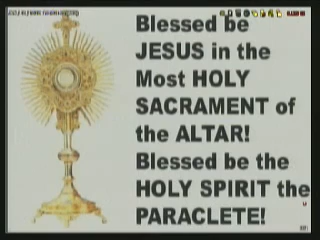 Blessed be
JESUS in the
Most HOLY
SACRAMENT of
the ALTAR!
Blessed be the
HOLY SPIRIT the
PARACLETE!